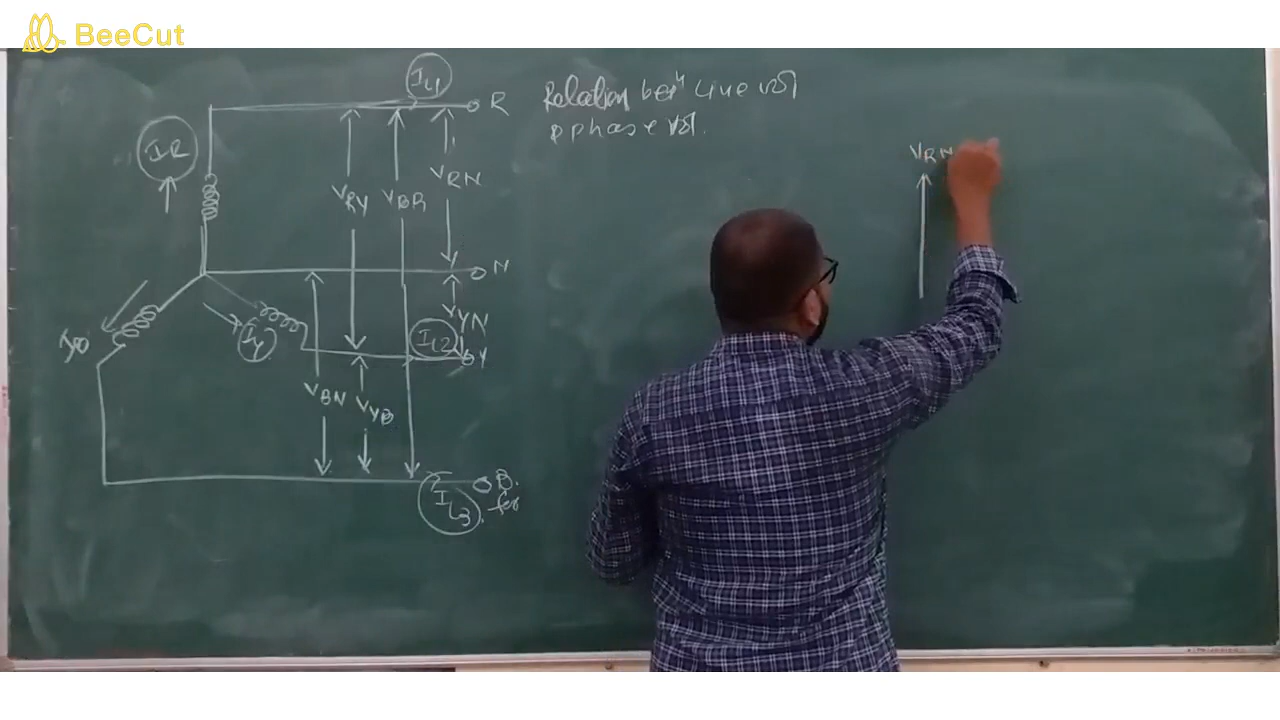 BeeCut
IL1
R
IR
VRY
VBR
VRN
N
VYN
IL2
Y
IY
VBN
VYB
B.
IL3
Relation betn Line vol
phase vol.
VRN